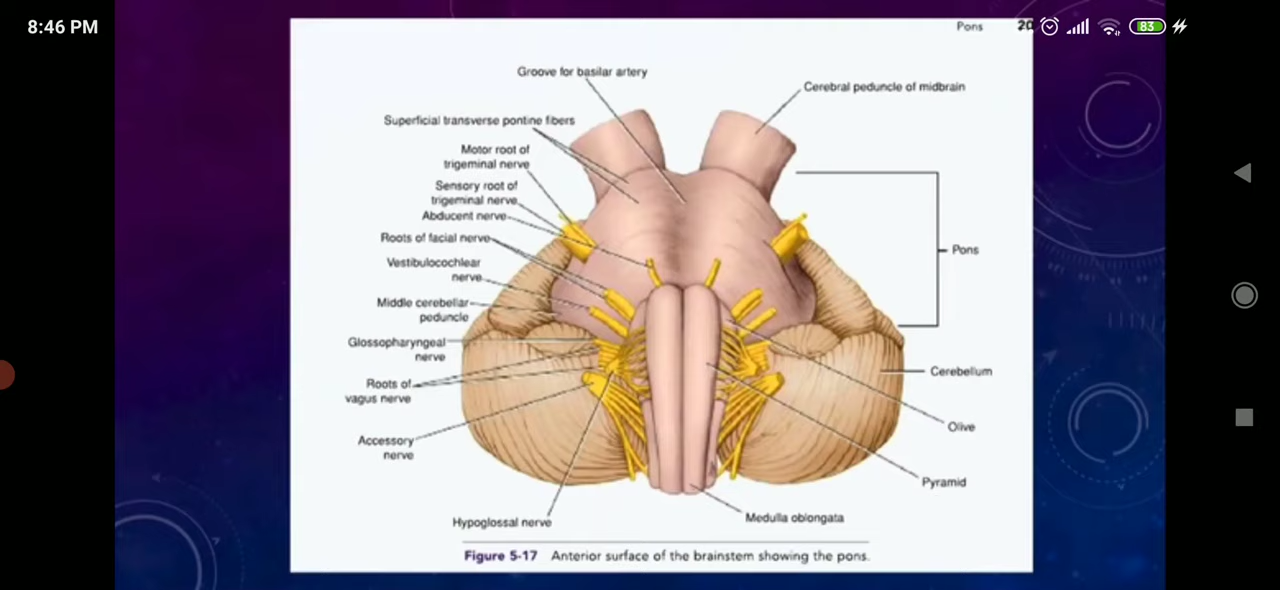 8:46 PM
Pons
20
83
Groove for basilar artery
Cerebral peduncle of midbrain
Superficial transverse pontine fibers
Motor root of
trigeminal nerve
Sensory root of
trigeminal nerve
Abducent nerve
Roots of facial nerve
Vestibulocochlear
nerve
Pons
Middle cerebellar
peduncle
Glossopharyngeal
nerve
Cerebellum
Roots of
vagus nerve
Olive
Accessory
nerve
Pyramid
Hypoglossal nerve
Medulla oblongata
Figure 5-17 Anterior surface of the brainstem showing the pons.